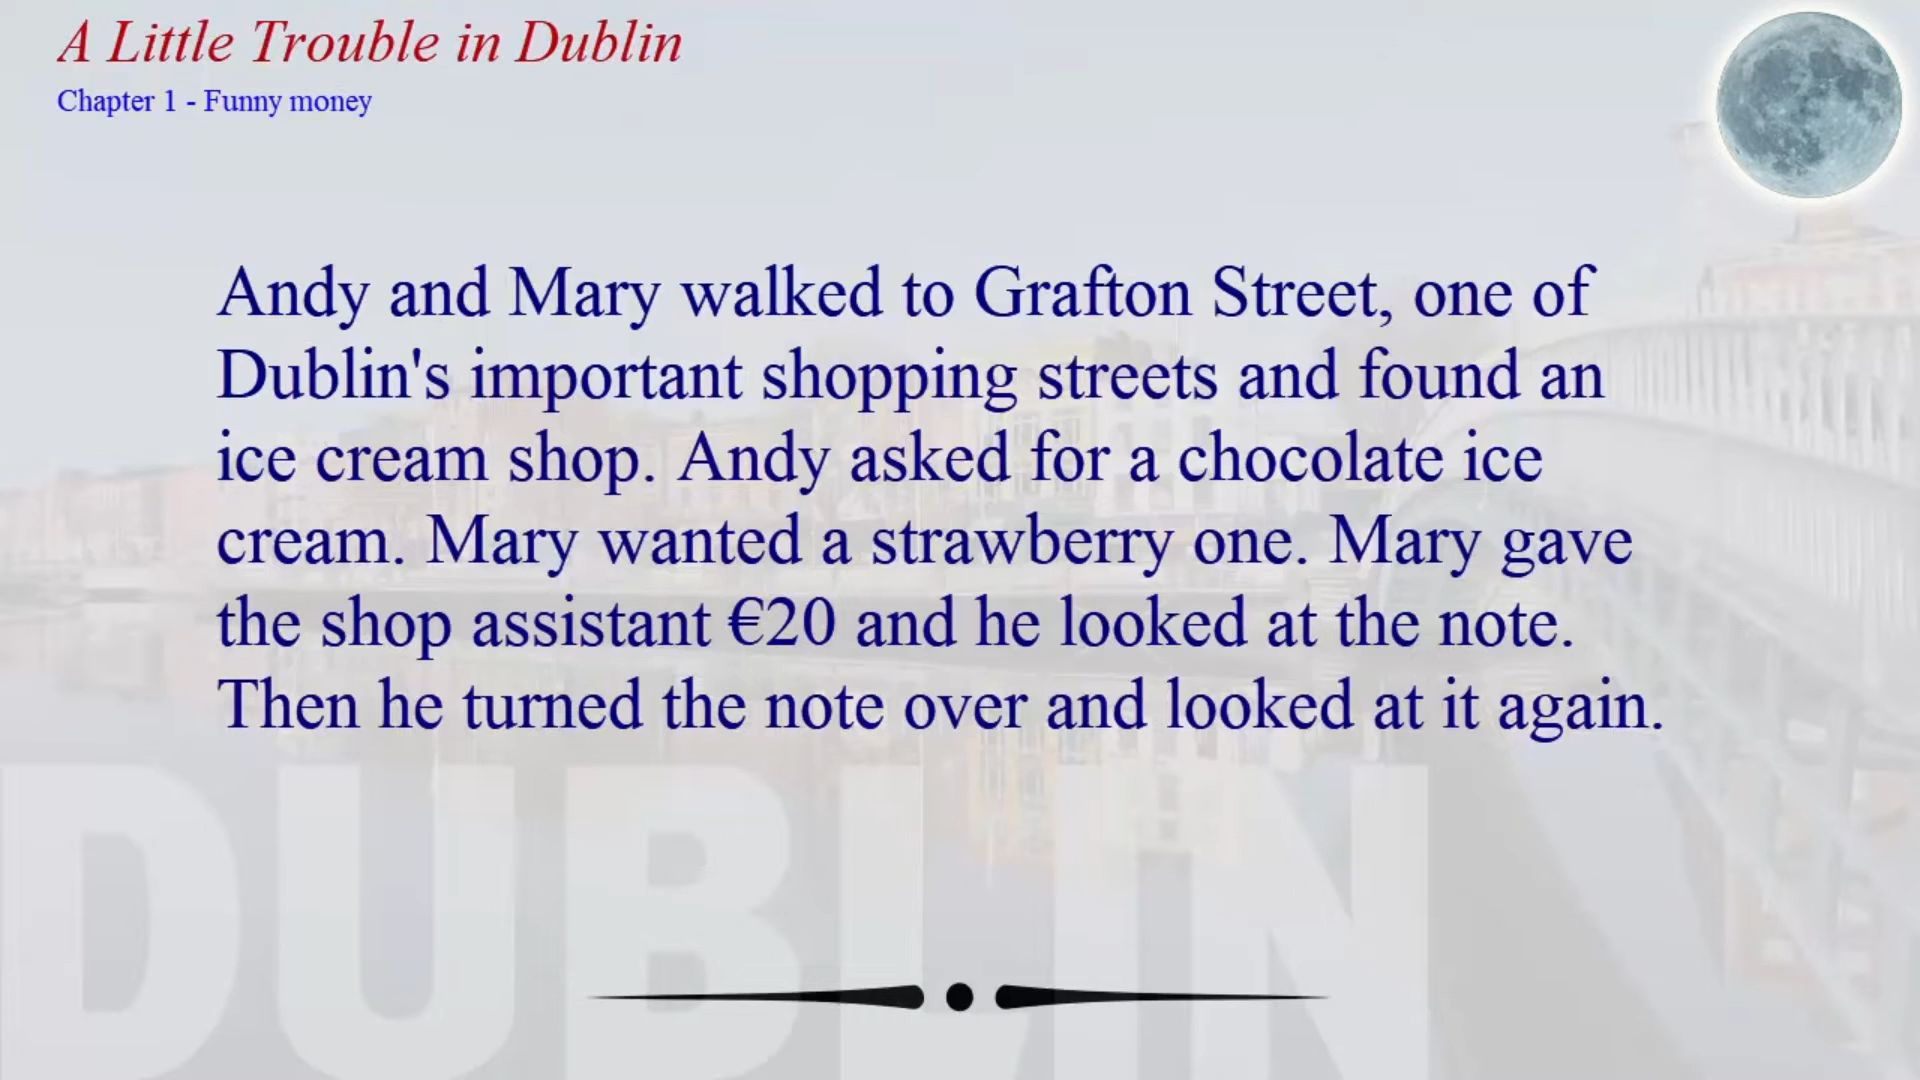 A Little Trouble in Dublin
Chapter 1 - Funny money
Andy and Mary walked to Grafton Street, one of
Dublin's important shopping streets and found an
ice cream shop. Andy asked for a chocolate ice
cream. Mary wanted a strawberry one. Mary gave
the shop assistant €20 and he looked at the note.
Then he turned the note over and looked at it again.
DUBLIN